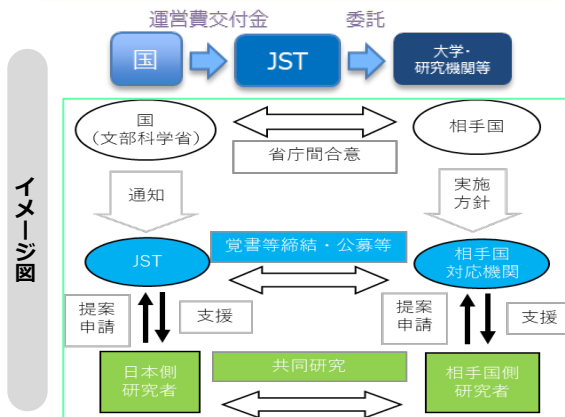 運営費交付金
委託
国
JST
大学・
研究機関等
イメージ図
国
(文部科学省)
相手国
省庁間合意
通知
実施
方針
JST
覚書等締結・公募等
相手国
対応機関
提案
申請
支援
提案
申請
支援
日本側
研究者
共同研究
相手国側
研究者